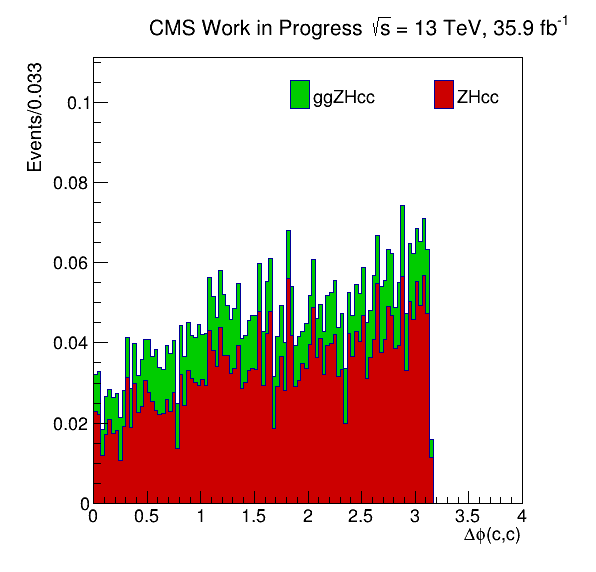 CMS Work in Progress √s = 13 TeV, 35.9 fb⁻¹
Events/0.033
ggZHcc ZHcc
0.1
0.08
0.06
0.04
0.02
0
0 0.5 1 1.5 2 2.5 3 3.5 4
Δϕ(c,c)